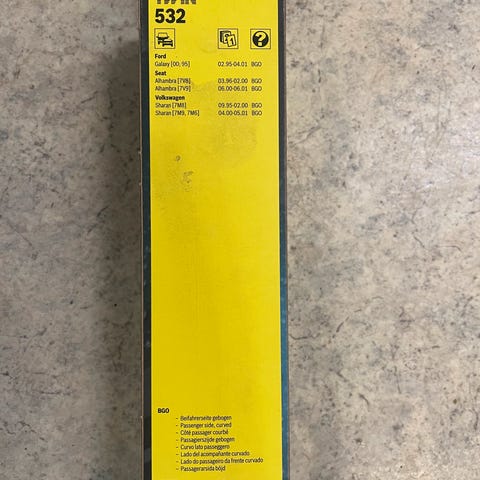 TWIN
532
Ford
Galaxy [00; 95] 02.95-04.01 BGO
Seat
Alhambra [7V8] 03.96-02.00 BGO
Alhambra [7V9] 06.00-06.01 BGO
Volkswagen
Sharan [7M8] 09.95-02.00 BGO
Sharan [7M9, 7M6] 04.00-05.01 BGO
BGO
– Beifahrerseite gebogen
– Passenger side, curved
– Côté passager courbé
– Passagierszijde gebogen
– Curvo lato passeggero
– Lado del acompañante curvado
– Lado do passageiro da frente curvado
– Passagerarsida böjd